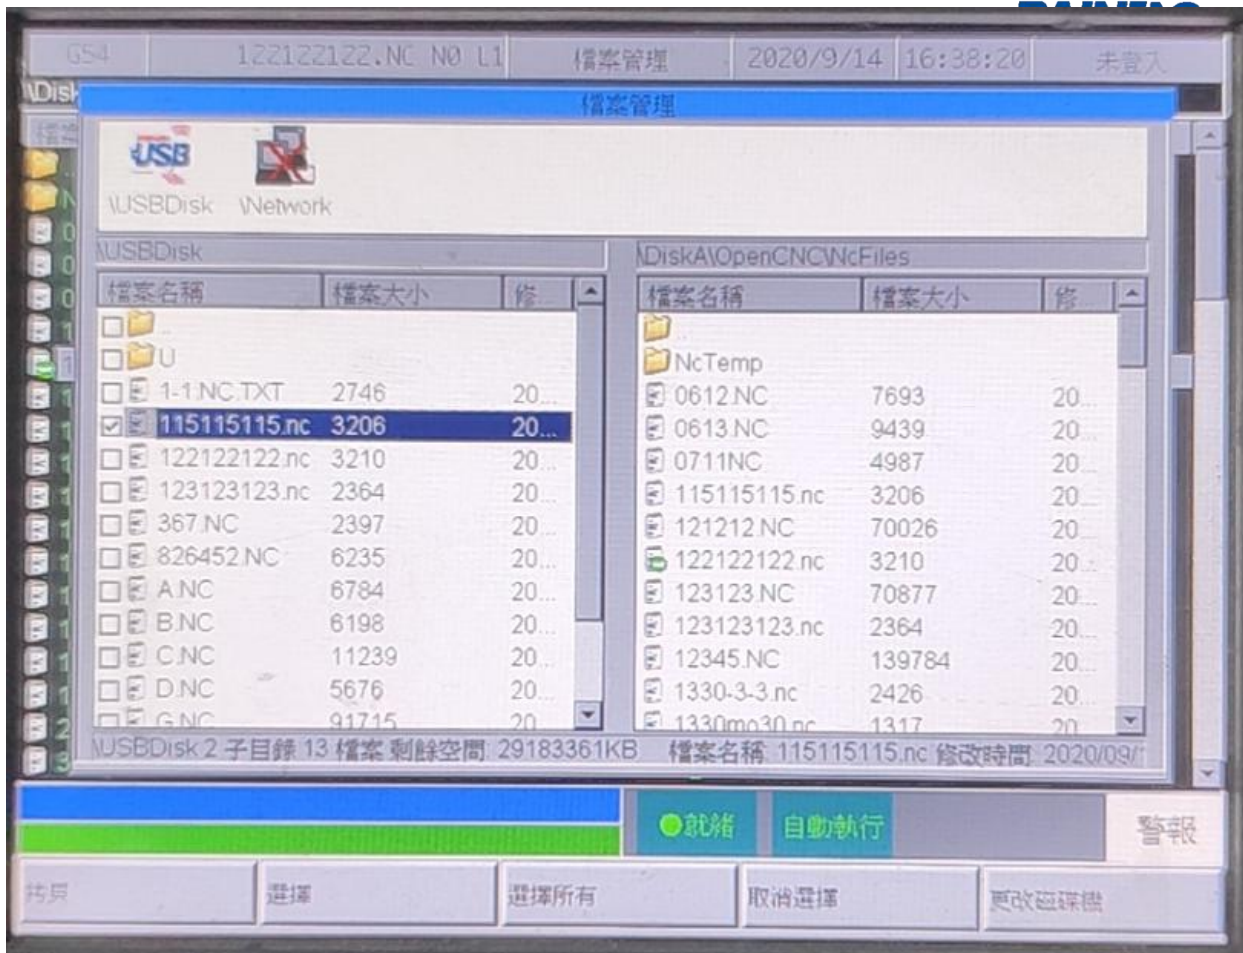 G54 122122122.NC N0 L1 檔案管理 2020/9/14 16:38:20 未登入
\Disk
檔案管理
USB
\USBDisk \Network
\USBDisk \DiskA\OpenCNC\NcFiles
檔案名稱 檔案大小 修... 檔案名稱 檔案大小 修...
.. ..
U NcTemp
1-1.NC.TXT 2746 20... 0612.NC 7693 20...
115115115.nc 3206 20... 0613.NC 9439 20...
122122122.nc 3210 20... 0711NC 4987 20...
123123123.nc 2364 20... 115115115.nc 3206 20...
367.NC 2397 20... 121212.NC 70026 20...
826452.NC 6235 20... 122122122.nc 3210 20...
A.NC 6784 20... 123123.NC 70877 20...
B.NC 6198 20... 123123123.nc 2364 20...
C.NC 11239 20... 12345.NC 139784 20...
D.NC 5676 20... 1330-3-3.nc 2426 20...
G.NC 91715 20 1330mo30.nc 1317 20
\USBDisk 2 子目錄 13 檔案 剩餘空間 29183361KB 檔案名稱 115115115.nc 修改時間 2020/09/
就緒 自動執行 警報
拷貝 選擇 選擇所有 取消選擇 更改磁碟機